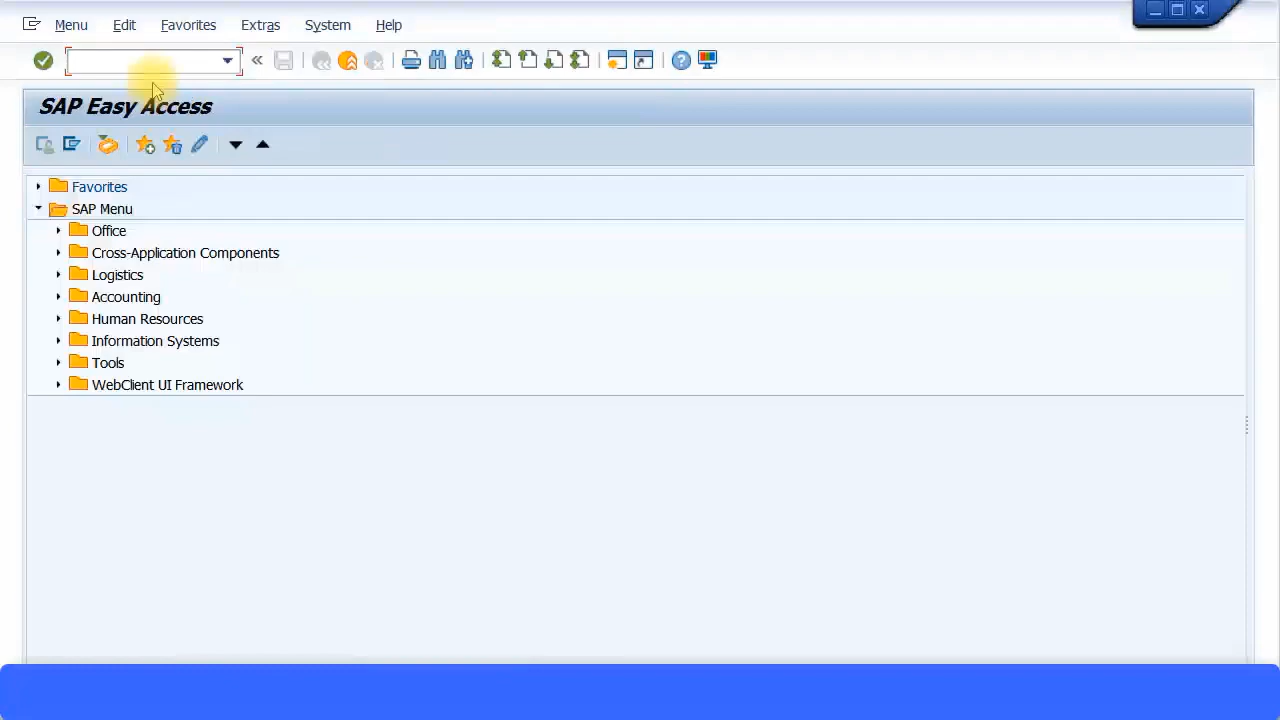 Menu Edit Favorites Extras System Help
SAP Easy Access
Favorites
SAP Menu
Office
Cross-Application Components
Logistics
Accounting
Human Resources
Information Systems
Tools
WebClient UI Framework